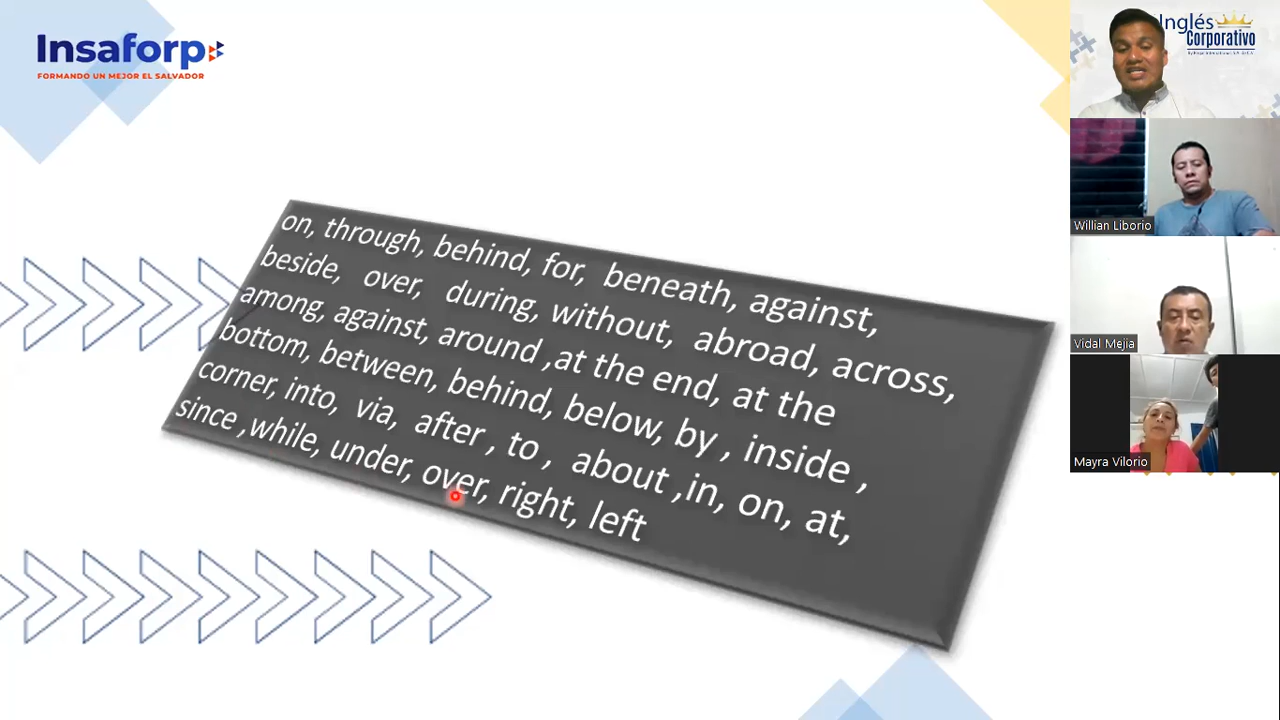 Insaforp
FORMANDO UN MEJOR EL SALVADOR
on, through, behind, for, beneath, against,
beside, over, during, without, abroad, across,
among, against, around ,at the end, at the
bottom, between, behind, below, by , inside ,
corner, into, via, after , to , about ,in, on, at,
since ,while, under, over, right, left
Inglés
Corporativo
Willian Liborio
Vidal Mejia
Mayra Vilorio